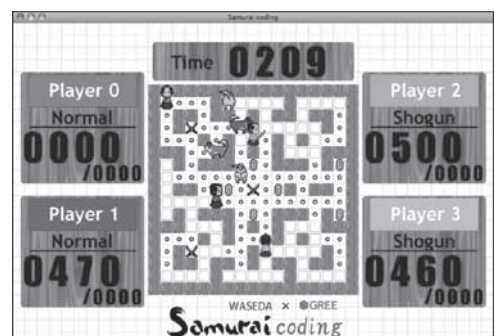 Samurai coding
Time 0209
Player 0
Normal
0000
/0000
Player 1
Normal
0470
/0000
Player 2
Shogun
0500
/0000
Player 3
Shogun
0460
/0000
WASEDA × GREE
Samurai coding